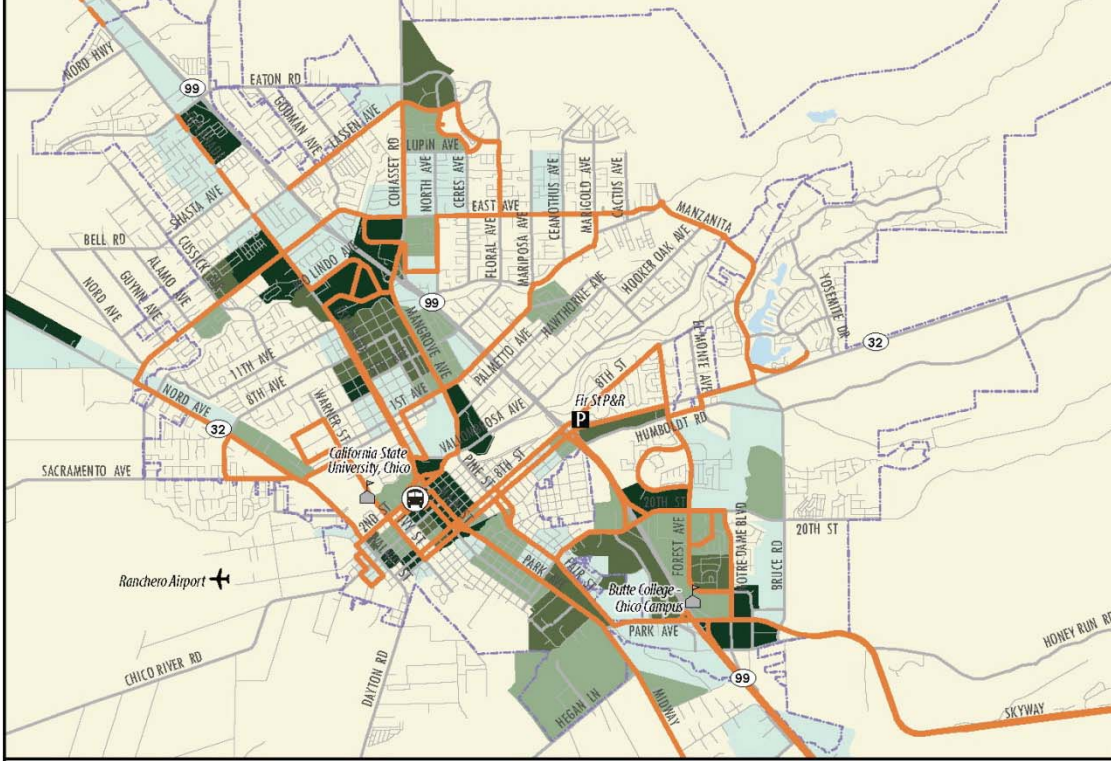 NORD HWY
99
EATON RD
GODMAN AVE
LASSEN AVE
COHASSET RD
LUPIN AVE
NORTH AVE
CERES AVE
SHASTA AVE
EAST AVE
FLORAL AVE
MARIPOSA AVE
CEANOTHUS AVE
MARIGOLD AVE
CACTUS AVE
MANZANITA
BELL RD
CUSSICK
ALAMO AVE
GUYNN AVE
NORD AVE
O LINDO AVE
HOOKER OAK AVE
YOSEMITE DR
99
MANGROVE AVE
HAWTHORNE AVE
PALMETTO AVE
EL MONTE AVE
32
11TH AVE
8TH AVE
1ST AVE
8TH ST
NORD AVE
WARNER ST
VALLOMBROSA AVE
Fir St P&R
P
HUMBOLDT RD
32
SACRAMENTO AVE
California State
University, Chico
PINE ST
8TH ST
2ND ST
IVY ST
20TH ST
20TH ST
NOTRE DAME BLVD
BRUCE RD
FOREST AVE
PARK
FAIR ST
Ranchero Airport
Butte College -
Chico Campus
PARK AVE
CHICO RIVER RD
DAYTON RD
HONEY RUN RD
99
HEGAN LN
MIDWAY
SKYWAY